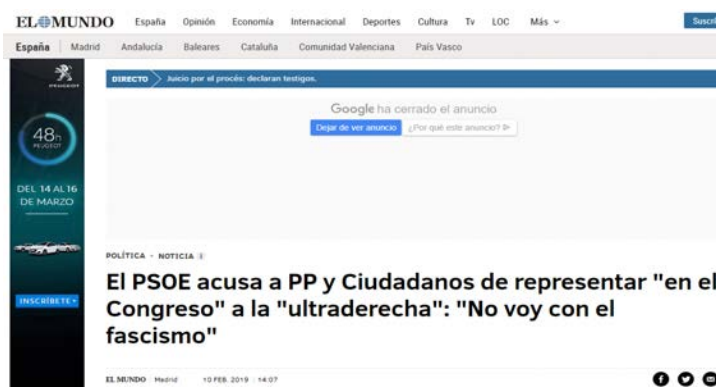 EL MUNDO España Opinión Economía Internacional Deportes Cultura Tv LOC Más
España Madrid Andalucía Baleares Cataluña Comunidad Valenciana País Vasco
PEUGEOT
48h
PEUGEOT
DEL 14 AL 16
DE MARZO
INSCRÍBETE
DIRECTO Juicio por el procés: declaran testigos.
Google ha cerrado el anuncio
Dejar de ver anuncio ¿Por qué este anuncio?
POLÍTICA - NOTICIA
El PSOE acusa a PP y Ciudadanos de representar "en el
Congreso" a la "ultraderecha": "No voy con el
fascismo"
EL MUNDO Madrid 10 FEB. 2019 14:07